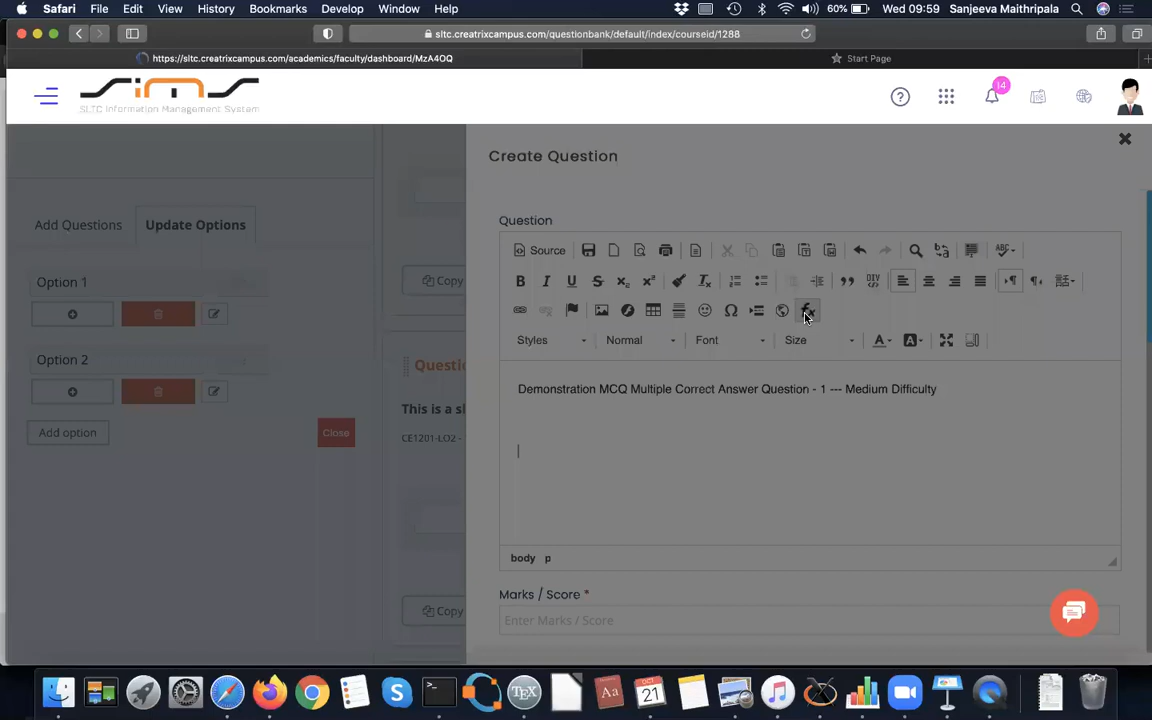 Safari File Edit View History Bookmarks Develop Window Help 60% Wed 09:59 Sanjeeva Maithripala
sltc.creatrixcampus.com/questionbank/default/index/courseid/1288
https://sltc.creatrixcampus.com/academics/faculty/dashboard/MzA4OQ Start Page
sims
SLTC Information Management System
14
Create Question
Add Questions Update Options
Question
Source
Option 1
Copy
Styles Normal Font Size
Option 2
Questio
Demonstration MCQ Multiple Correct Answer Question - 1 --- Medium Difficulty
This is a sl
Add option Close
CE1201-LO2 -
body p
Marks / Score *
Copy
Enter Marks / Score
OCT
21